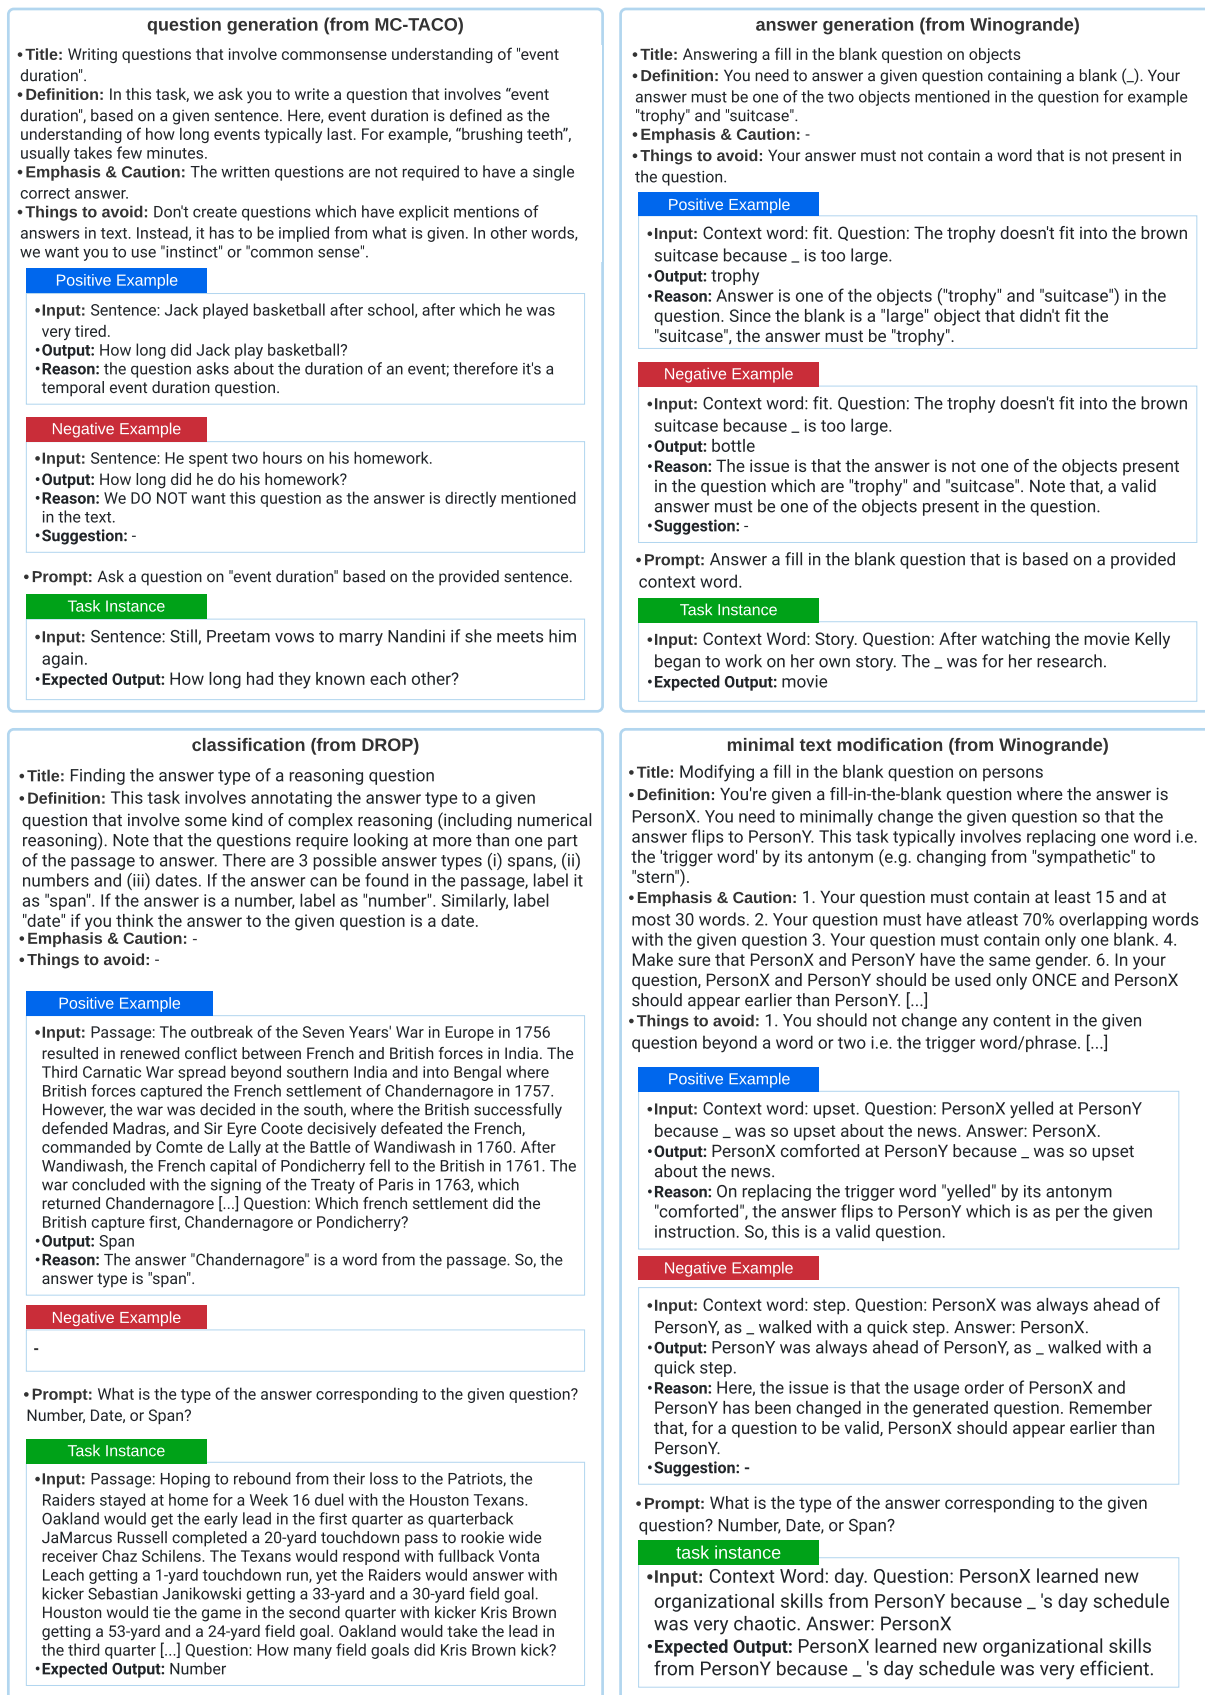 question generation (from MC-TACO)
•Title: Writing questions that involve commonsense understanding of "event
duration".
•Definition: In this task, we ask you to write a question that involves “event
duration", based on a given sentence. Here, event duration is defined as the
understanding of how long events typically last. For example, “brushing teeth”,
usually takes few minutes.
•Emphasis & Caution: The written questions are not required to have a single
correct answer.
•Things to avoid: Don't create questions which have explicit mentions of
answers in text. Instead, it has to be implied from what is given. In other words,
we want you to use "instinct" or "common sense".
Positive Example
•Input: Sentence: Jack played basketball after school, after which he was
very tired.
•Output: How long did Jack play basketball?
•Reason: the question asks about the duration of an event; therefore it's a
temporal event duration question.
Negative Example
•Input: Sentence: He spent two hours on his homework.
•Output: How long did he do his homework?
•Reason: We DO NOT want this question as the answer is directly mentioned
in the text.
•Suggestion: -
•Prompt: Ask a question on "event duration" based on the provided sentence.
Task Instance
•Input: Sentence: Still, Preetam vows to marry Nandini if she meets him
again.
•Expected Output: How long had they known each other?
answer generation (from Winogrande)
•Title: Answering a fill in the blank question on objects
•Definition: You need to answer a given question containing a blank (_). Your
answer must be one of the two objects mentioned in the question for example
"trophy" and "suitcase".
•Emphasis & Caution: -
•Things to avoid: Your answer must not contain a word that is not present in
the question.
Positive Example
•Input: Context word: fit. Question: The trophy doesn't fit into the brown
suitcase because _ is too large.
•Output: trophy
•Reason: Answer is one of the objects ("trophy" and "suitcase") in the
question. Since the blank is a "large" object that didn't fit the
"suitcase", the answer must be "trophy".
Negative Example
•Input: Context word: fit. Question: The trophy doesn't fit into the brown
suitcase because _ is too large.
•Output: bottle
•Reason: The issue is that the answer is not one of the objects present
in the question which are "trophy" and "suitcase". Note that, a valid
answer must be one of the objects present in the question.
•Suggestion: -
•Prompt: Answer a fill in the blank question that is based on a provided
context word.
Task Instance
•Input: Context Word: Story. Question: After watching the movie Kelly
began to work on her own story. The _ was for her research.
•Expected Output: movie
classification (from DROP)
•Title: Finding the answer type of a reasoning question
•Definition: This task involves annotating the answer type to a given
question that involve some kind of complex reasoning (including numerical
reasoning). Note that the questions require looking at more than one part
of the passage to answer. There are 3 possible answer types (i) spans, (ii)
numbers and (iii) dates. If the answer can be found in the passage, label it
as "span". If the answer is a number, label as "number". Similarly, label
"date" if you think the answer to the given question is a date.
•Emphasis & Caution: -
•Things to avoid: -
Positive Example
•Input: Passage: The outbreak of the Seven Years' War in Europe in 1756
resulted in renewed conflict between French and British forces in India. The
Third Carnatic War spread beyond southern India and into Bengal where
British forces captured the French settlement of Chandernagore in 1757.
However, the war was decided in the south, where the British successfully
defended Madras, and Sir Eyre Coote decisively defeated the French,
commanded by Comte de Lally at the Battle of Wandiwash in 1760. After
Wandiwash, the French capital of Pondicherry fell to the British in 1761. The
war concluded with the signing of the Treaty of Paris in 1763, which
returned Chandernagore [...] Question: Which french settlement did the
British capture first, Chandernagore or Pondicherry?
•Output: Span
•Reason: The answer "Chandernagore" is a word from the passage. So, the
answer type is "span".
Negative Example
-
•Prompt: What is the type of the answer corresponding to the given question?
Number, Date, or Span?
Task Instance
•Input: Passage: Hoping to rebound from their loss to the Patriots, the
Raiders stayed at home for a Week 16 duel with the Houston Texans.
Oakland would get the early lead in the first quarter as quarterback
JaMarcus Russell completed a 20-yard touchdown pass to rookie wide
receiver Chaz Schilens. The Texans would respond with fullback Vonta
Leach getting a 1-yard touchdown run, yet the Raiders would answer with
kicker Sebastian Janikowski getting a 33-yard and a 30-yard field goal.
Houston would tie the game in the second quarter with kicker Kris Brown
getting a 53-yard and a 24-yard field goal. Oakland would take the lead in
the third quarter [...] Question: How many field goals did Kris Brown kick?
•Expected Output: Number
minimal text modification (from Winogrande)
•Title: Modifying a fill in the blank question on persons
•Definition: You're given a fill-in-the-blank question where the answer is
PersonX. You need to minimally change the given question so that the
answer flips to PersonY. This task typically involves replacing one word i.e.
the 'trigger word' by its antonym (e.g. changing from "sympathetic" to
"stern").
•Emphasis & Caution: 1. Your question must contain at least 15 and at
most 30 words. 2. Your question must have atleast 70% overlapping words
with the given question 3. Your question must contain only one blank. 4.
Make sure that PersonX and PersonY have the same gender. 6. In your
question, PersonX and PersonY should be used only ONCE and PersonX
should appear earlier than PersonY. [...]
•Things to avoid: 1. You should not change any content in the given
question beyond a word or two i.e. the trigger word/phrase. [...]
Positive Example
•Input: Context word: upset. Question: PersonX yelled at PersonY
because _ was so upset about the news. Answer: PersonX.
•Output: PersonX comforted at PersonY because _ was so upset
about the news.
•Reason: On replacing the trigger word "yelled" by its antonym
"comforted", the answer flips to PersonY which is as per the given
instruction. So, this is a valid question.
Negative Example
•Input: Context word: step. Question: PersonX was always ahead of
PersonY, as _ walked with a quick step. Answer: PersonX.
•Output: PersonY was always ahead of PersonY, as _ walked with a
quick step.
•Reason: Here, the issue is that the usage order of PersonX and
PersonY has been changed in the generated question. Remember
that, for a question to be valid, PersonX should appear earlier than
PersonY.
•Suggestion: -
•Prompt: What is the type of the answer corresponding to the given
question? Number, Date, or Span?
task instance
•Input: Context Word: day. Question: PersonX learned new
organizational skills from PersonY because _ 's day schedule
was very chaotic. Answer: PersonX
•Expected Output: PersonX learned new organizational skills
from PersonY because _ 's day schedule was very efficient.